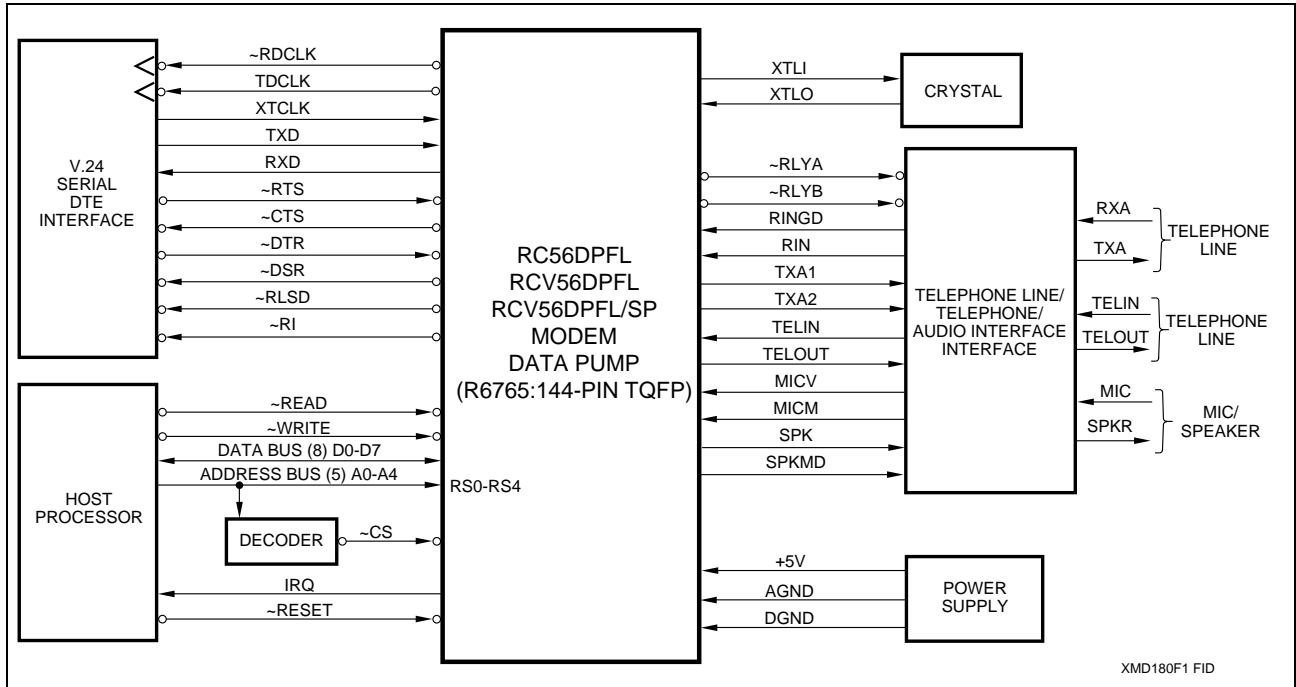 ~RDCLK
TDCLK
XTCLK
TXD
RXD
~RTS
~CTS
~DTR
~DSR
~RLSD
~RI
V.24
SERIAL
DTE
INTERFACE
~READ
~WRITE
DATA BUS (8) D0-D7
ADDRESS BUS (5) A0-A4
HOST
PROCESSOR
DECODER
~CS
IRQ
~RESET
RS0-RS4
RC56DPFL
RCV56DPFL
RCV56DPFL/SP
MODEM
DATA PUMP
(R6765:144-PIN TQFP)
XTLI
XTLO
CRYSTAL
~RLYA
~RLYB
RINGD
RIN
TXA1
TXA2
TELIN
TELOUT
MICV
MICM
SPK
SPKMD
TELEPHONE LINE/
TELEPHONE/
AUDIO INTERFACE
INTERFACE
RXA
TXA
TELEPHONE
LINE
TELIN
TELOUT
TELEPHONE
LINE
MIC
SPKR
MIC/
SPEAKER
+5V
AGND
DGND
POWER
SUPPLY
XMD180F1 FID